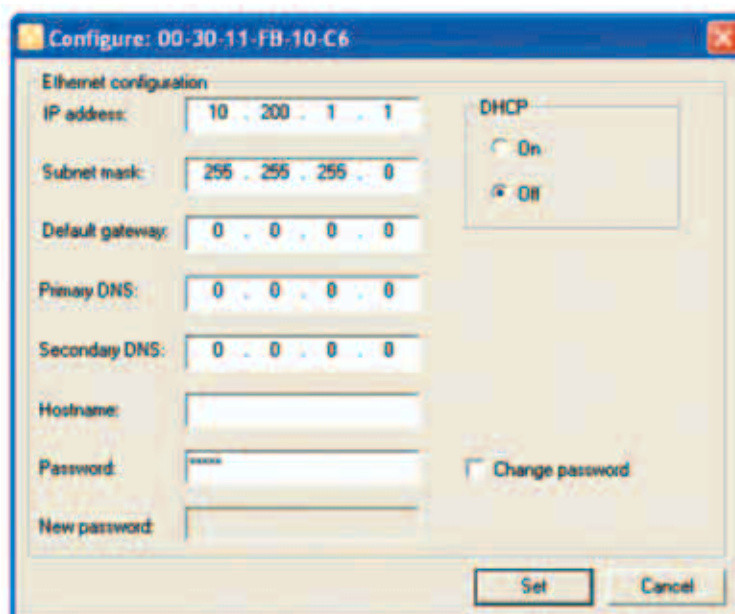 Configure: 00-30-11-FB-10-C6
Ethernet configuration
IP address: 10 . 200 . 1 . 1
DHCP
On
Off
Subnet mask: 255 . 255 . 255 . 0
Default gateway: 0 . 0 . 0 . 0
Primary DNS: 0 . 0 . 0 . 0
Secondary DNS: 0 . 0 . 0 . 0
Hostname:
Password: *****
Change password
New password:
Set
Cancel